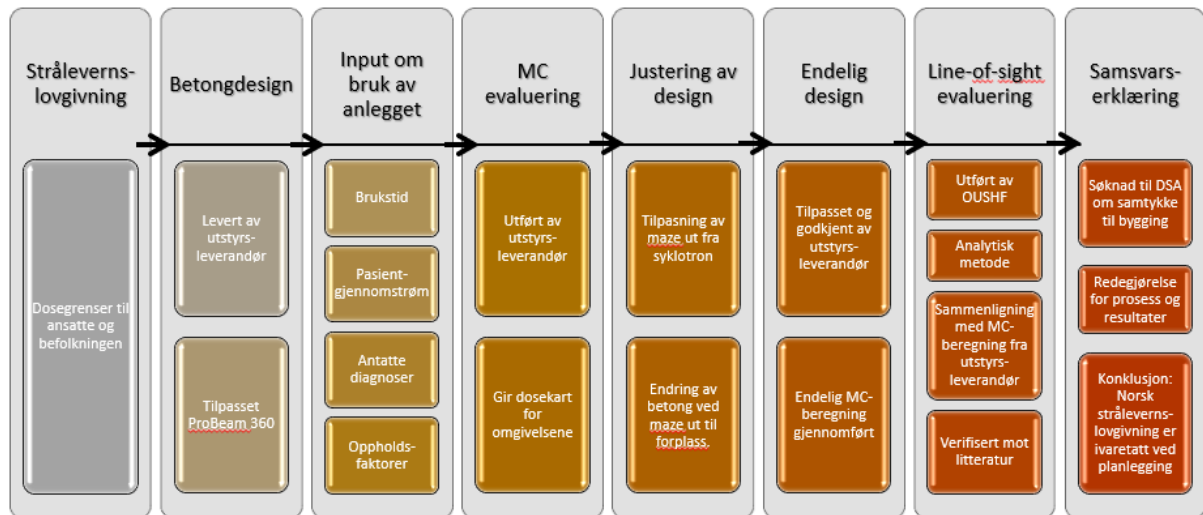 Stråleverns-
lovgivning
Dosegrenser til
ansatte og
befolkningen
Betongdesign
Levert av
utstyrs-
leverandør
Tilpasset
ProBeam 360
Input om
bruk av
anlegget
Brukstid
Pasient-
gjennomstrøm
Antatte
diagnoser
Oppholds-
faktorer
MC
evaluering
Utført av
utstyrs-
leverandør
Gir dosekart for
omgivelsene
Justering av
design
Tilpasning av
maze ut fra
syklotron
Endring av
betong ved
maze ut til
forplass.
Endelig
design
Tilpasset og
godkjent av
utstyrs-
leverandør
Endelig MC-
beregning
gjennomført
Line-of-sight
evaluering
Utført av
OUSHF
Analytisk
metode
Sammenligning
med MC-
beregning fra
utstyrs-
leverandør
Verifisert mot
litteratur
Samsvars-
erklæring
Søknad til DSA
om samtykke
til bygging
Redegjørelse
for prosess og
resultater
Konklusjon:
Norsk
stråleverns-
lovgivning er
ivaretatt ved
planlegging